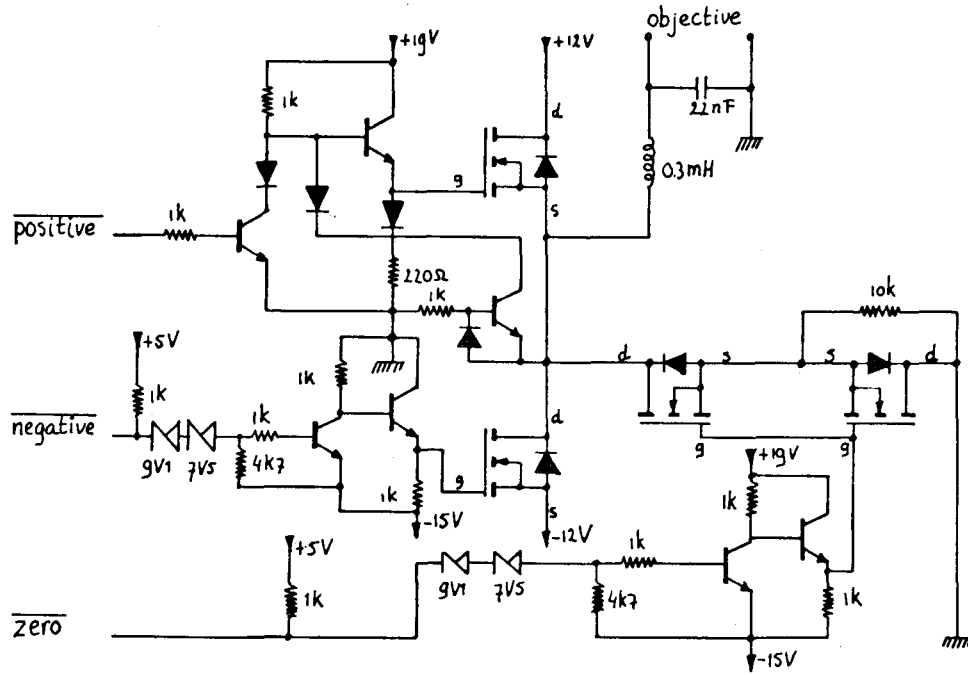 objective
+19V
+12V
1k
d
22nF
g
0.3mH
s
1k
positive
220Ω
1k
10k
+5V
d
s
s
d
1k
1k
negative
1k
d
9V1
7V5
4k7
1k
g
g
g
+19V
s
1k
-15V
-12V
+5V
1k
1k
9V1
7V5
4k7
1k
zero
-15V